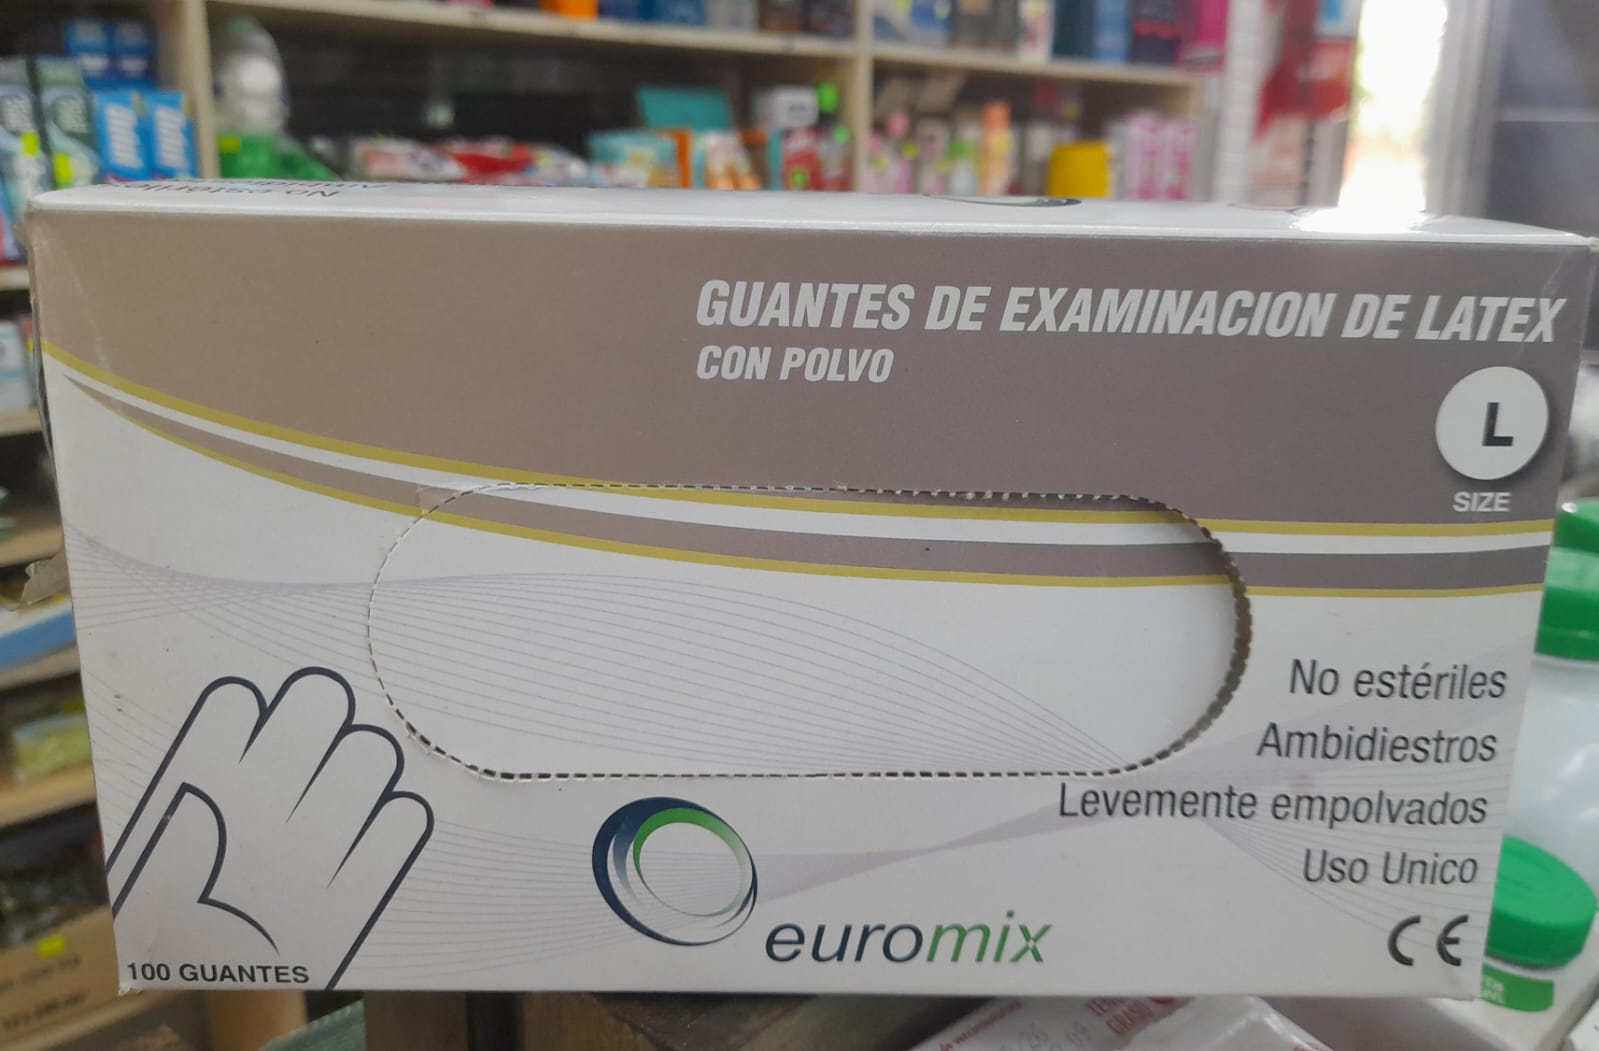 GUANTES DE EXAMINACION DE LATEX
CON POLVO
L
SIZE
No estériles
Ambidiestros
Levemente empolvados
Uso Unico
CE
euromix
100 GUANTES